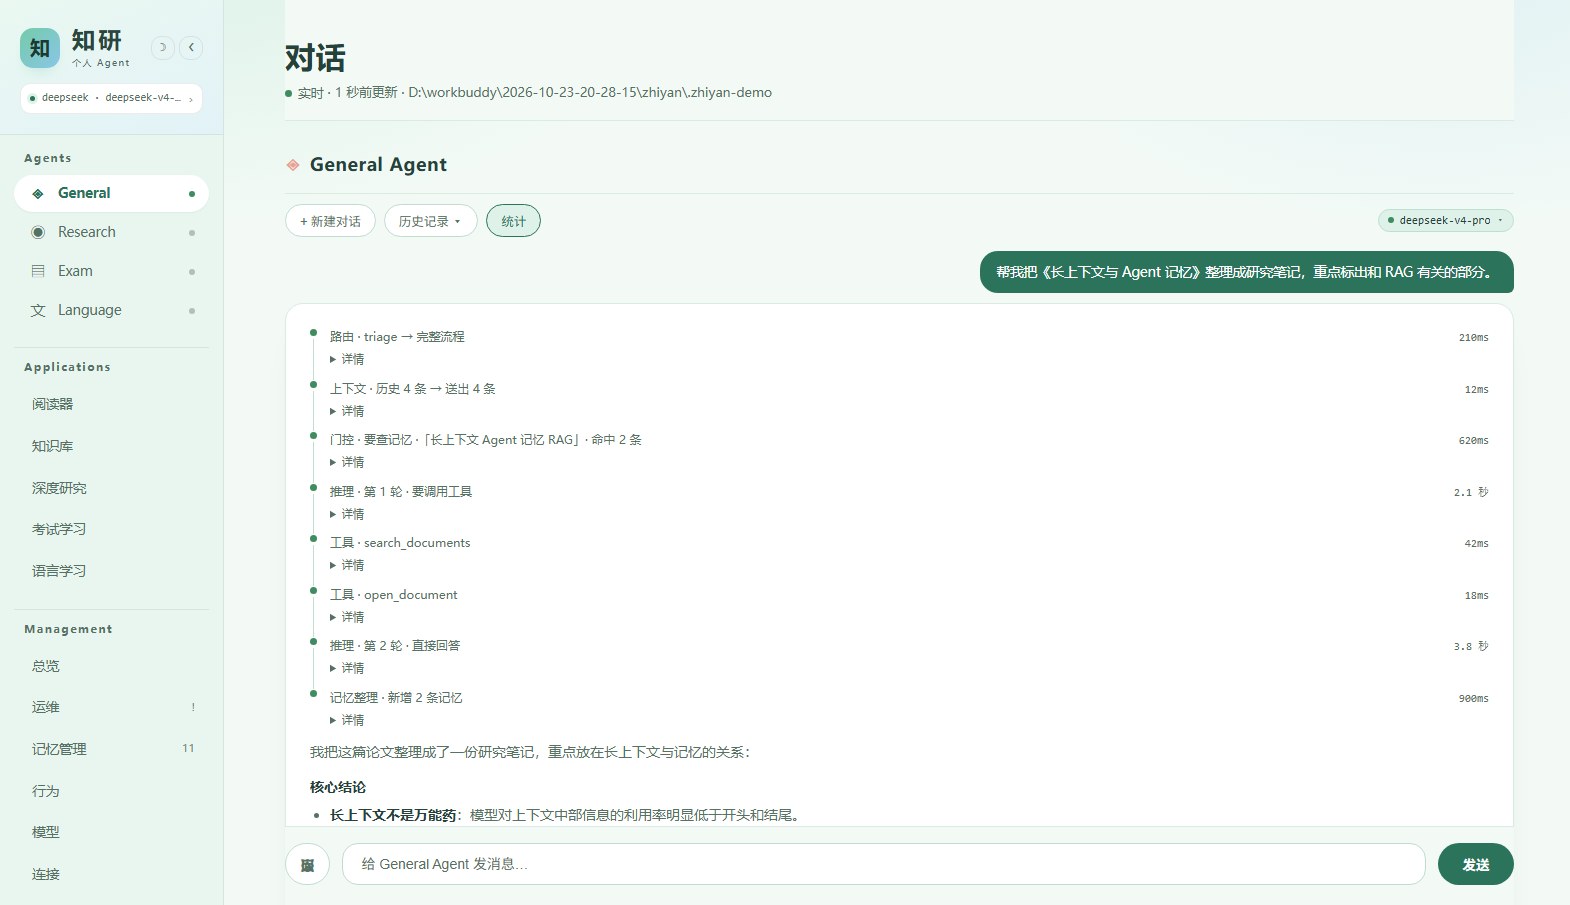 知
知研
个人 Agent
deepseek · deepseek-v4-…
Agents
General
Research
Exam
文 Language
Applications
阅读器
知识库
深度研究
考试学习
语言学习
Management
总览
运维 !
记忆管理 11
行为
模型
连接
对话
实时 · 1 秒前更新 · D:\workbuddy\2026-10-23-20-28-15\zhiyan\.zhiyan-demo
General Agent
+ 新建对话
历史记录
统计
deepseek-v4-pro
帮我把《长上下文与 Agent 记忆》整理成研究笔记，重点标出和 RAG 有关的部分。
路由 · triage → 完整流程 210ms
详情
上下文 · 历史 4 条 → 送出 4 条 12ms
详情
门控 · 要查记忆 · 「长上下文 Agent 记忆 RAG」 · 命中 2 条 620ms
详情
推理 · 第 1 轮 · 要调用工具 2.1 秒
详情
工具 · search_documents 42ms
详情
工具 · open_document 18ms
详情
推理 · 第 2 轮 · 直接回答 3.8 秒
详情
记忆整理 · 新增 2 条记忆 900ms
详情
我把这篇论文整理成了一份研究笔记，重点放在长上下文与记忆的关系：
核心结论
长上下文不是万能药：模型对上下文中部信息的利用率明显低于开头和结尾。
给 General Agent 发消息…
发送